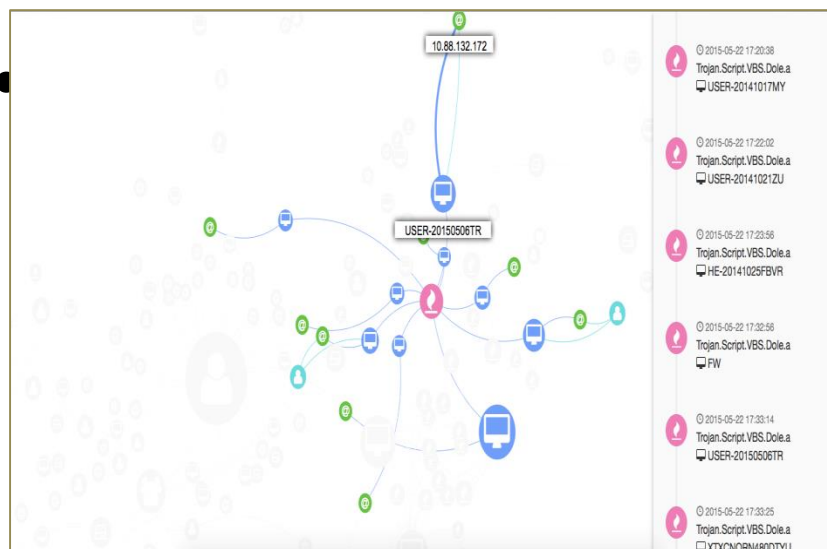 10.88.132.172
USER-20150506TR
2015-05-22 17:20:38
Trojan.Script.VBS.Dole.a
USER-20141017MY
2015-05-22 17:22:02
Trojan.Script.VBS.Dole.a
USER-20141021ZU
2015-05-22 17:23:56
Trojan.Script.VBS.Dole.a
HE-20141025FBVR
2015-05-22 17:32:56
Trojan.Script.VBS.Dole.a
FW
2015-05-22 17:33:14
Trojan.Script.VBS.Dole.a
USER-20150506TR
2015-05-22 17:33:25
Trojan.Script.VBS.Dole.a